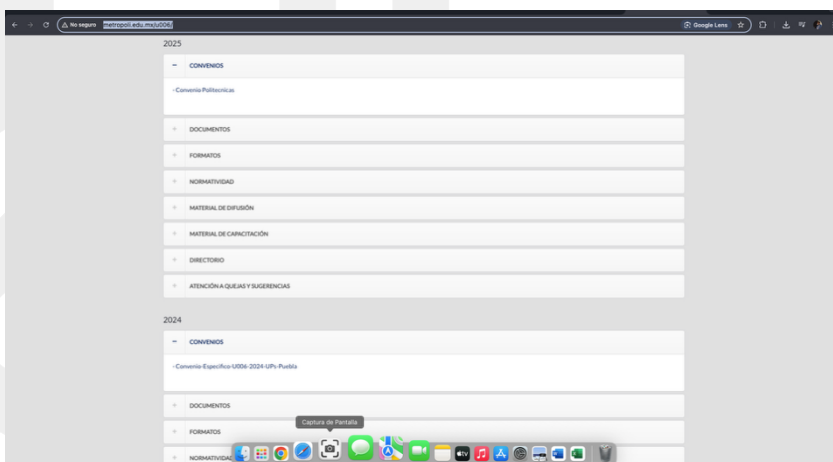 No seguro metropoli.edu.mx/u006/ Google Lens
2025
− CONVENIOS
-Convenio Politecnicas
+ DOCUMENTOS
+ FORMATOS
+ NORMATIVIDAD
+ MATERIAL DE DIFUSIÓN
+ MATERIAL DE CAPACITACIÓN
+ DIRECTORIO
+ ATENCIÓN A QUEJAS Y SUGERENCIAS
2024
− CONVENIOS
-Convenio-Especifico-U006-2024-UPs-Puebla
+ DOCUMENTOS
Captura de Pantalla
+ FORMATOS
+ NORMATIVIDAD
tv